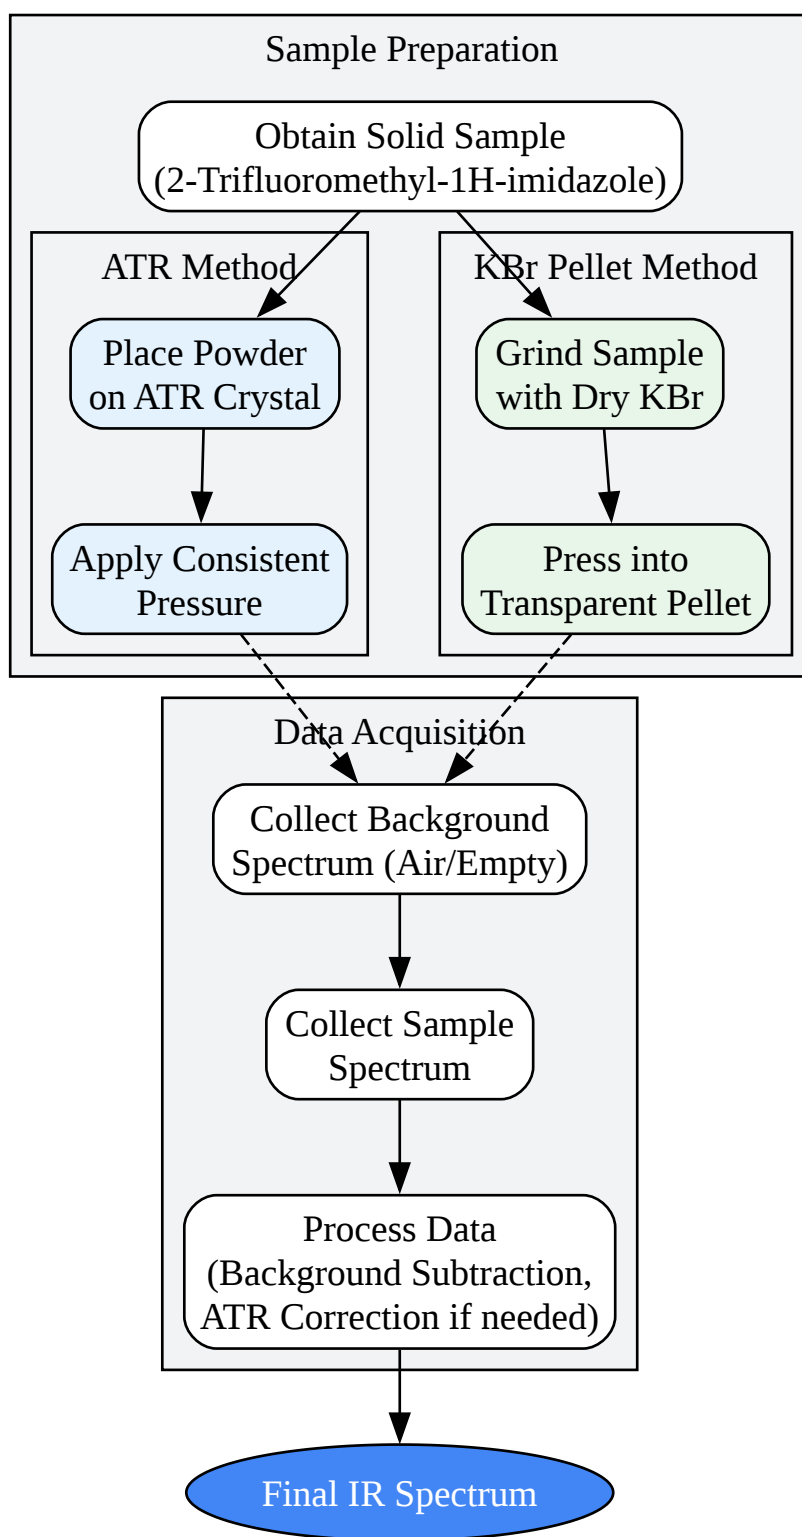 Sample Preparation
Obtain Solid Sample
(2-Trifluoromethyl-1H-imidazole)
ATR Method
Place Powder
on ATR Crystal
Apply Consistent
Pressure
KBr Pellet Method
Grind Sample
with Dry KBr
Press into
Transparent Pellet
Data Acquisition
Collect Background
Spectrum (Air/Empty)
Collect Sample
Spectrum
Process Data
(Background Subtraction,
ATR Correction if needed)
Final IR Spectrum